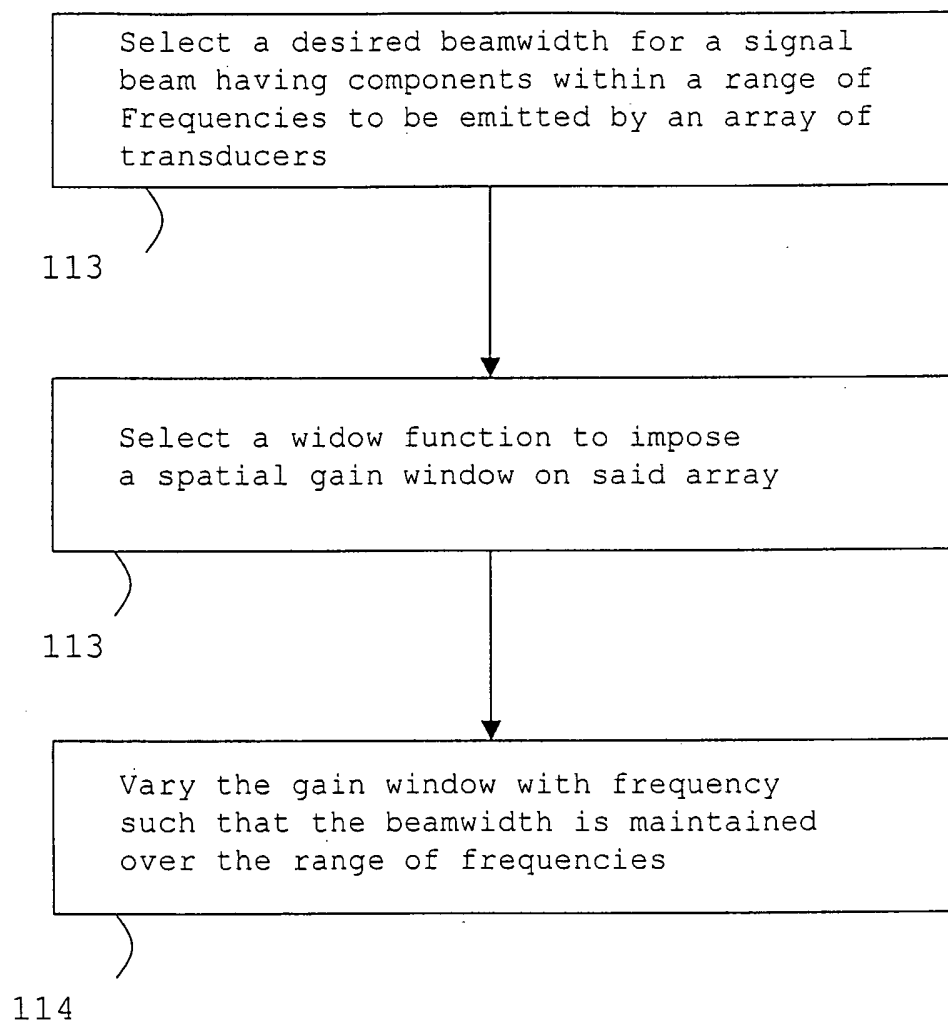 Select a desired beamwidth for a signal
beam having components within a range of
Frequencies to be emitted by an array of
transducers
113
Select a widow function to impose
a spatial gain window on said array
113
Vary the gain window with frequency
such that the beamwidth is maintained
over the range of frequencies
114